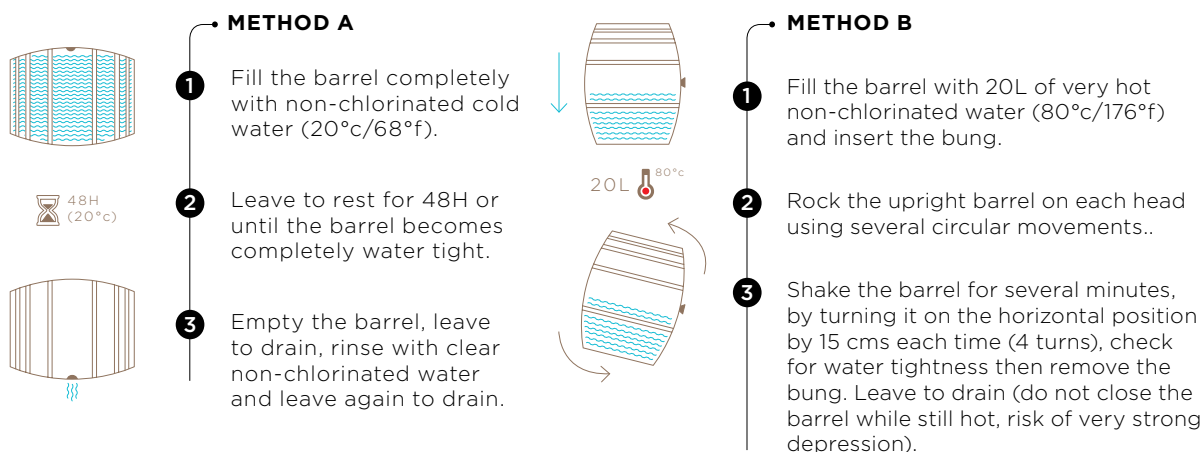 METHOD A
1
Fill the barrel completely
with non-chlorinated cold
water (20°c/68°f).
48H
(20°c)
2
Leave to rest for 48H or
until the barrel becomes
completely water tight.
3
Empty the barrel, leave
to drain, rinse with clear
non-chlorinated water
and leave again to drain.
METHOD B
1
Fill the barrel with 20L of very hot
non-chlorinated water (80°c/176°f)
and insert the bung.
20L 80°c
2
Rock the upright barrel on each head
using several circular movements..
3
Shake the barrel for several minutes,
by turning it on the horizontal position
by 15 cms each time (4 turns), check
for water tightness then remove the
bung. Leave to drain (do not close the
barrel while still hot, risk of very strong
depression).